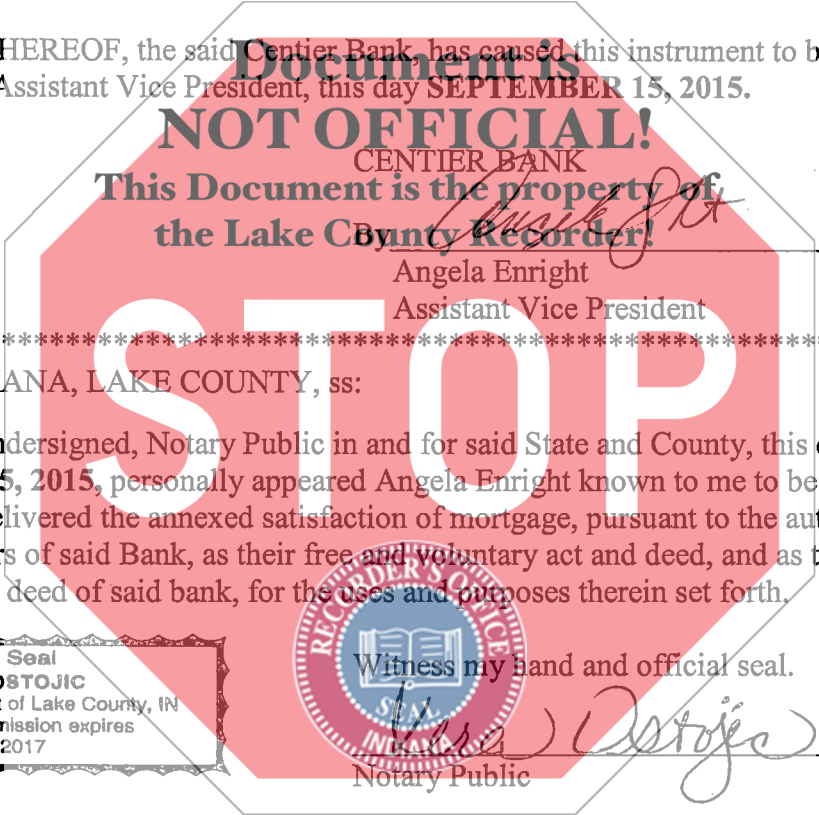 HEREOF, the said Centier Bank, has caused this instrument to b
Assistant Vice President, this day SEPTEMBER 15, 2015.
Document is
NOT OFFICIAL!
This Document is the property of
the Lake County Recorder!
CENTIER BANK
By
Angela Enright
Assistant Vice President
STOP
ANA, LAKE COUNTY, ss:
ndersigned, Notary Public in and for said State and County, this
5, 2015, personally appeared Angela Enright known to me to be
elivered the annexed satisfaction of mortgage, pursuant to the aut
rs of said Bank, as their free and voluntary act and deed, and as t
deed of said bank, for the uses and purposes therein set forth.
RECORDER'S OFFICE
SEAL
INDIANA
Seal
OSTOJIC
of Lake County, IN
mission expires
2017
Witness my hand and official seal.
Vera Ostojic
Notary Public